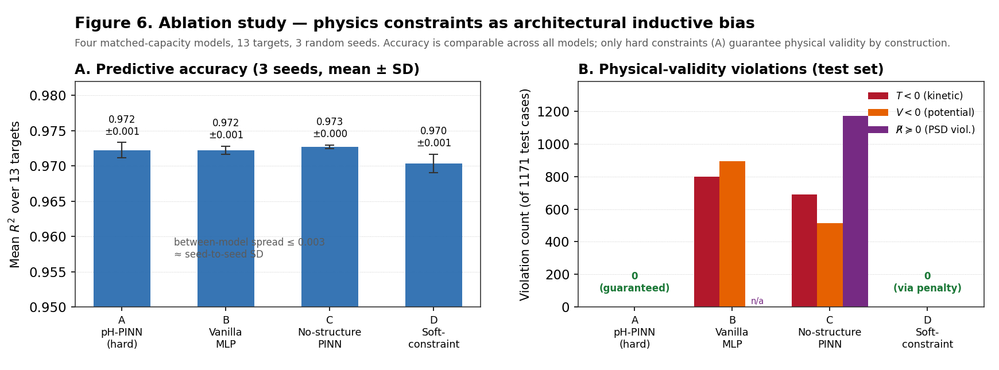 Figure 6. Ablation study — physics constraints as architectural inductive bias
Four matched-capacity models, 13 targets, 3 random seeds. Accuracy is comparable across all models; only hard constraints (A) guarantee physical validity by construction.
A. Predictive accuracy (3 seeds, mean ± SD)
Mean R² over 13 targets
0.980
0.975
0.970
0.965
0.960
0.955
0.950
0.972
±0.001
0.972
±0.001
0.973
±0.000
0.970
±0.001
between-model spread ≤ 0.003
≈ seed-to-seed SD
A
pH-PINN
(hard)
B
Vanilla
MLP
C
No-structure
PINN
D
Soft-
constraint
B. Physical-validity violations (test set)
Violation count (of 1171 test cases)
1200
1000
800
600
400
200
0
T < 0 (kinetic)
V < 0 (potential)
R̸ ≽ 0 (PSD viol.)
0
(guaranteed)
n/a
0
(via penalty)
A
pH-PINN
(hard)
B
Vanilla
MLP
C
No-structure
PINN
D
Soft-
constraint